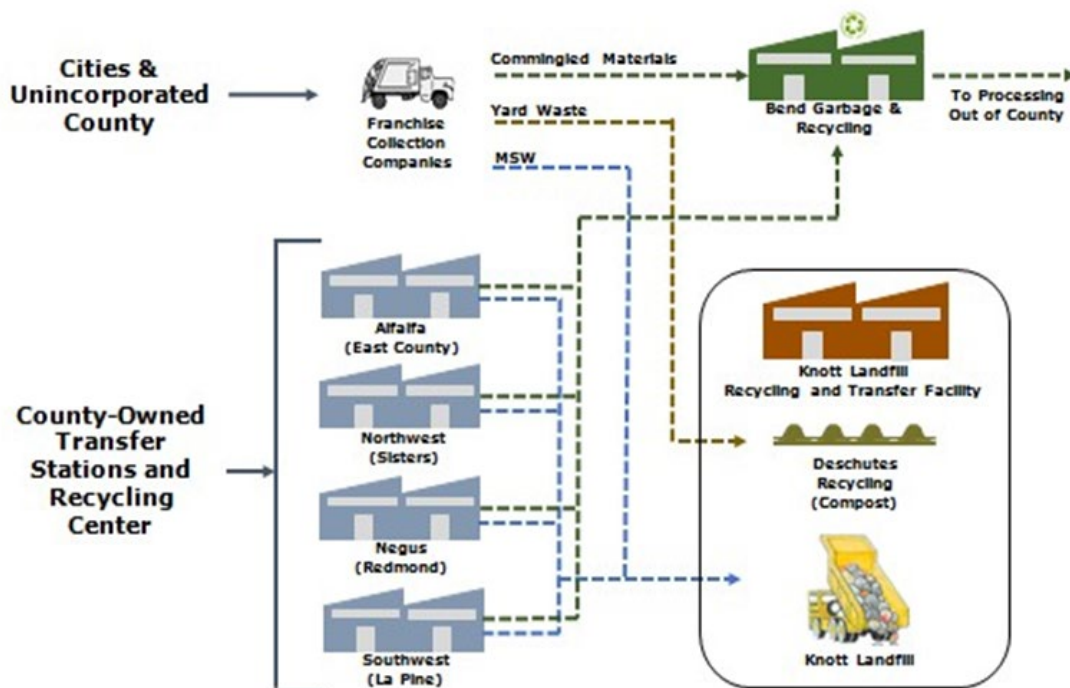 Cities &
Unincorporated
County
Franchise
Collection
Companies
Commingled Materials
Yard Waste
MSW
Bend Garbage &
Recycling
To Processing
Out of County
County-Owned
Transfer
Stations and
Recycling
Center
Alfalfa
(East County)
Northwest
(Sisters)
Negus
(Redmond)
Southwest
(La Pine)
Knott Landfill
Recycling and Transfer Facility
Deschutes
Recycling
(Compost)
Knott Landfill